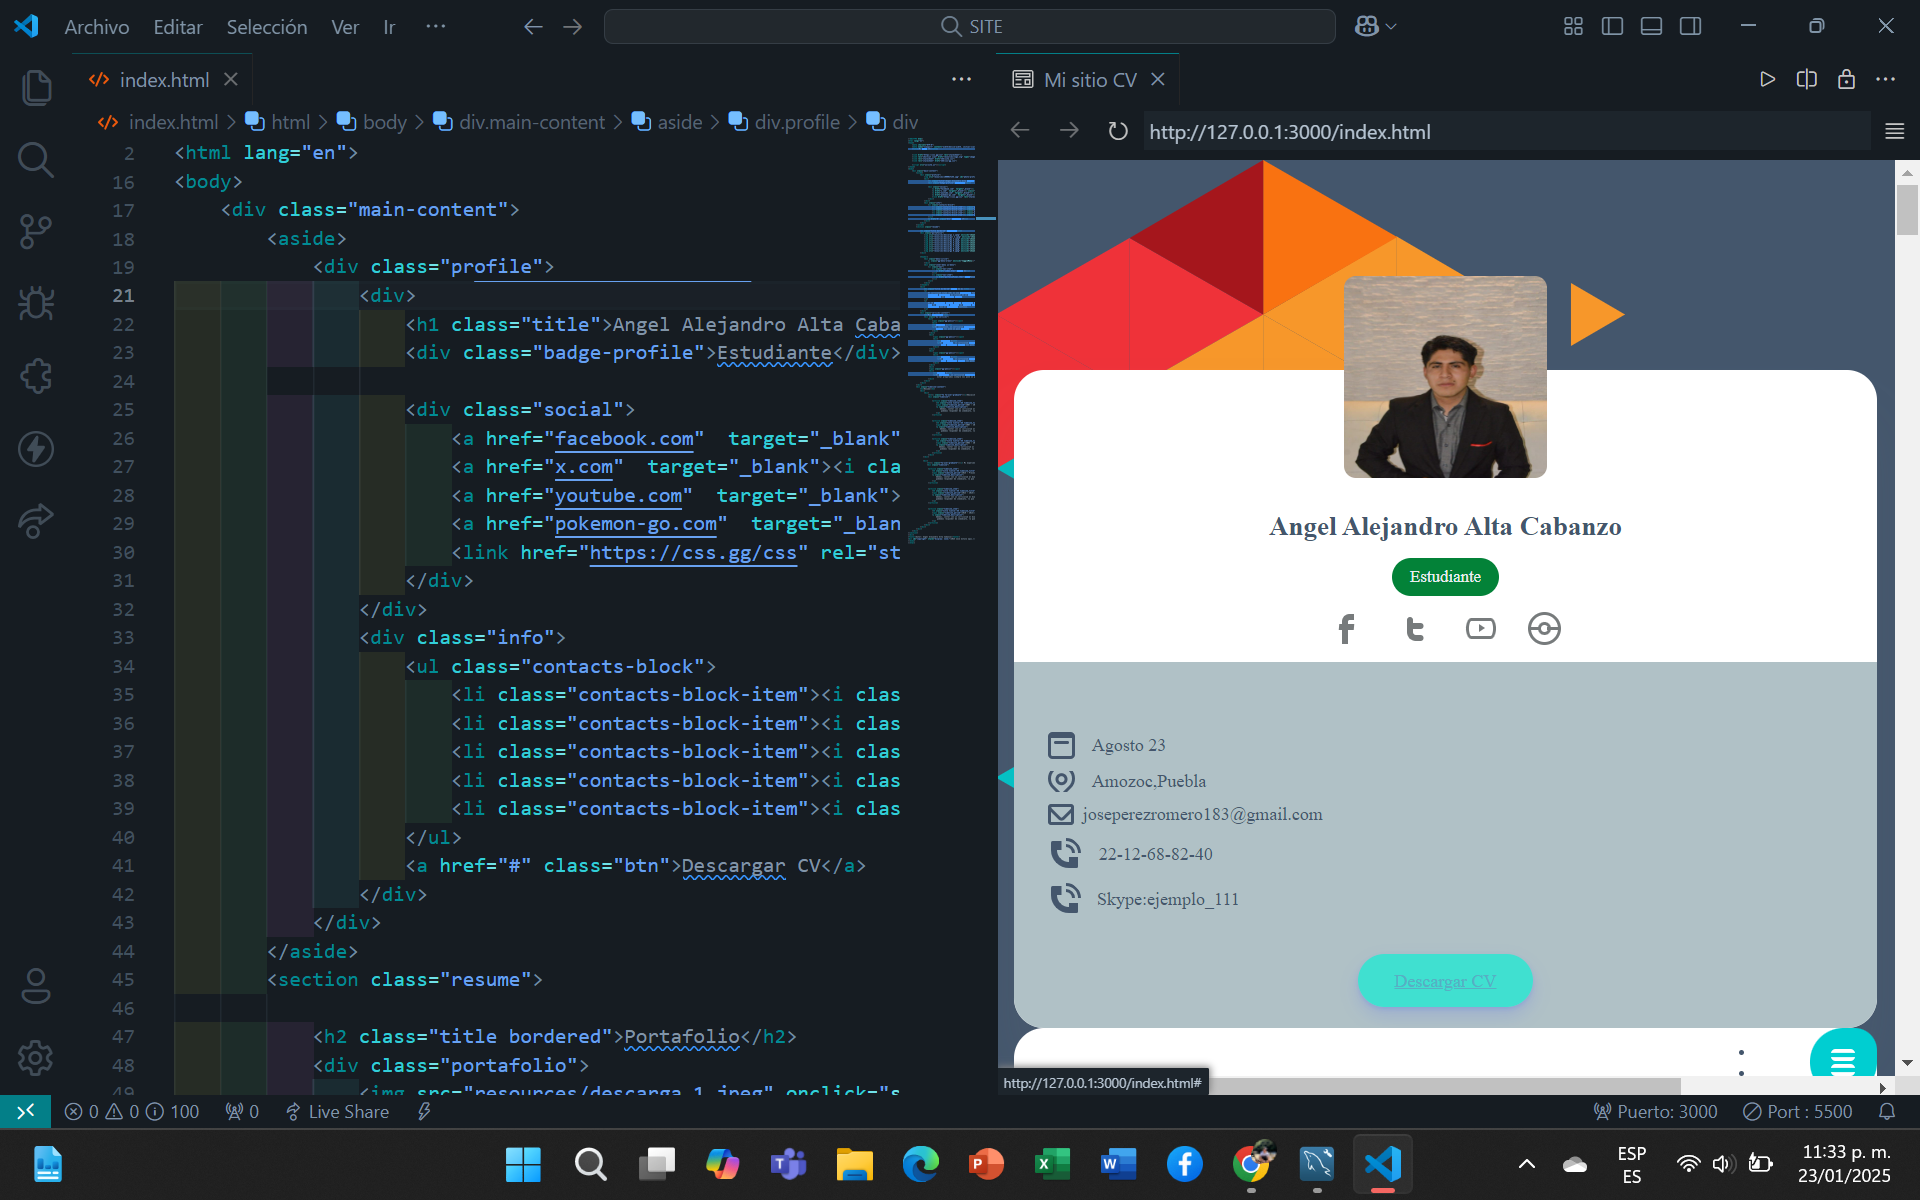 Archivo Editar Selección Ver Ir ··· SITE
index.html
Mi sitio CV
index.html > html > body > div.main-content > aside > div.profile > div
http://127.0.0.1:3000/index.html
2 <html lang="en">
16 <body>
17 <div class="main-content">
18 <aside>
19 <div class="profile">
21 <div>
22 <h1 class="title">Angel Alejandro Alta Caba
23 <div class="badge-profile">Estudiante</div>
24
25 <div class="social">
26 <a href="facebook.com"  target="_blank"
27 <a href="x.com"  target="_blank"><i cla
28 <a href="youtube.com"  target="_blank">
29 <a href="pokemon-go.com"  target="_blan
30 <link href="https://css.gg/css" rel="st
31 </div>
32 </div>
33 <div class="info">
34 <ul class="contacts-block">
35 <li class="contacts-block-item"><i clas
36 <li class="contacts-block-item"><i clas
37 <li class="contacts-block-item"><i clas
38 <li class="contacts-block-item"><i clas
39 <li class="contacts-block-item"><i clas
40 </ul>
41 <a href="#" class="btn">Descargar CV</a>
42 </div>
43 </div>
44 </aside>
45 <section class="resume">
46
47 <h2 class="title bordered">Portafolio</h2>
48 <div class="portafolio">
49 <img src="resources/descarga 1.jpeg" onclick="s
Angel Alejandro Alta Cabanzo
Estudiante
Agosto 23
Amozoc,Puebla
joseperezromero183@gmail.com
22-12-68-82-40
Skype:ejemplo_111
Descargar CV
http://127.0.0.1:3000/index.html#
0 0 100 0 Live Share
Puerto: 3000 Port : 5500
ESP
ES
11:33 p. m.
23/01/2025